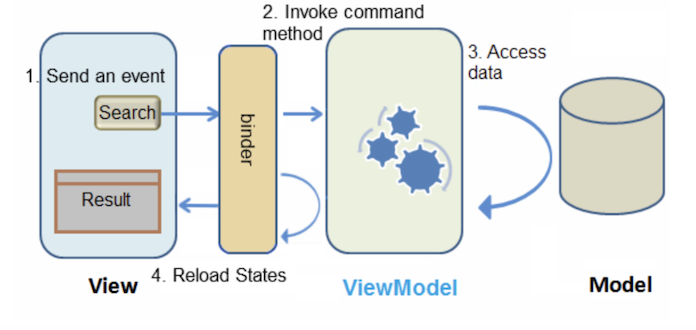 2. Invoke command
method
3. Access
data
1. Send an event
Search
binder
Result
4. Reload States
View
ViewModel
Model